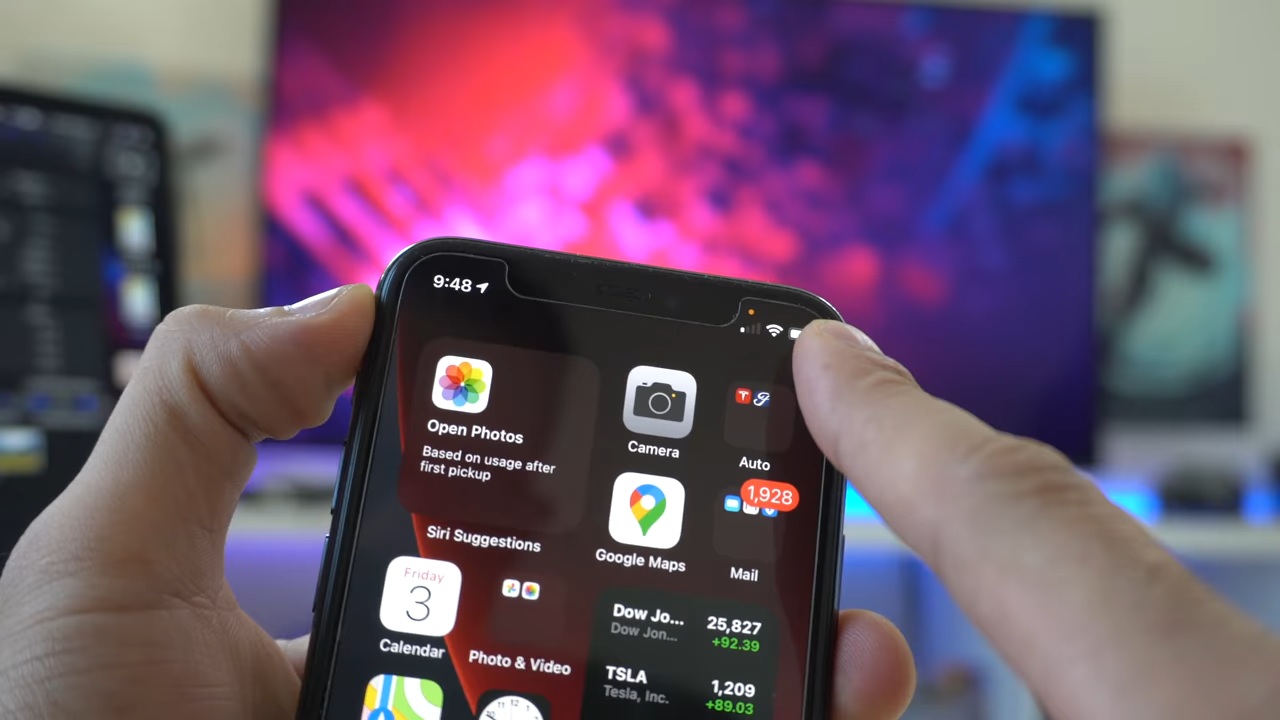 9:48
Open Photos
Based on usage after
first pickup
Siri Suggestions
Camera
Auto
Google Maps
1,928
Mail
Friday
3
Calendar
Photo & Video
Dow Jo... 25,827
Dow Jon... +92.39
TSLA 1,209
Tesla, Inc. +89.03